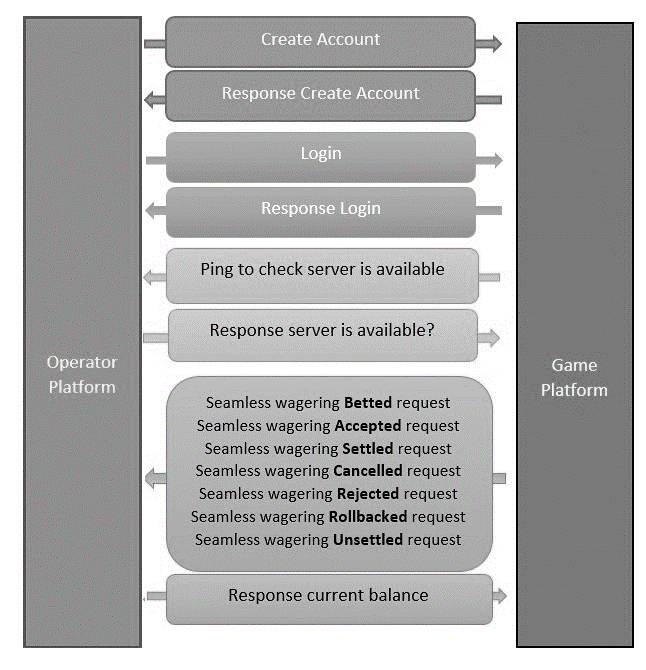 Create Account
Response Create Account
Login
Response Login
Ping to check server is available
Response server is available?
Operator
Platform
Game
Platform
Seamless wagering Betted request
Seamless wagering Accepted request
Seamless wagering Settled request
Seamless wagering Cancelled request
Seamless wagering Rejected request
Seamless wagering Rollbacked request
Seamless wagering Unsettled request
Response current balance